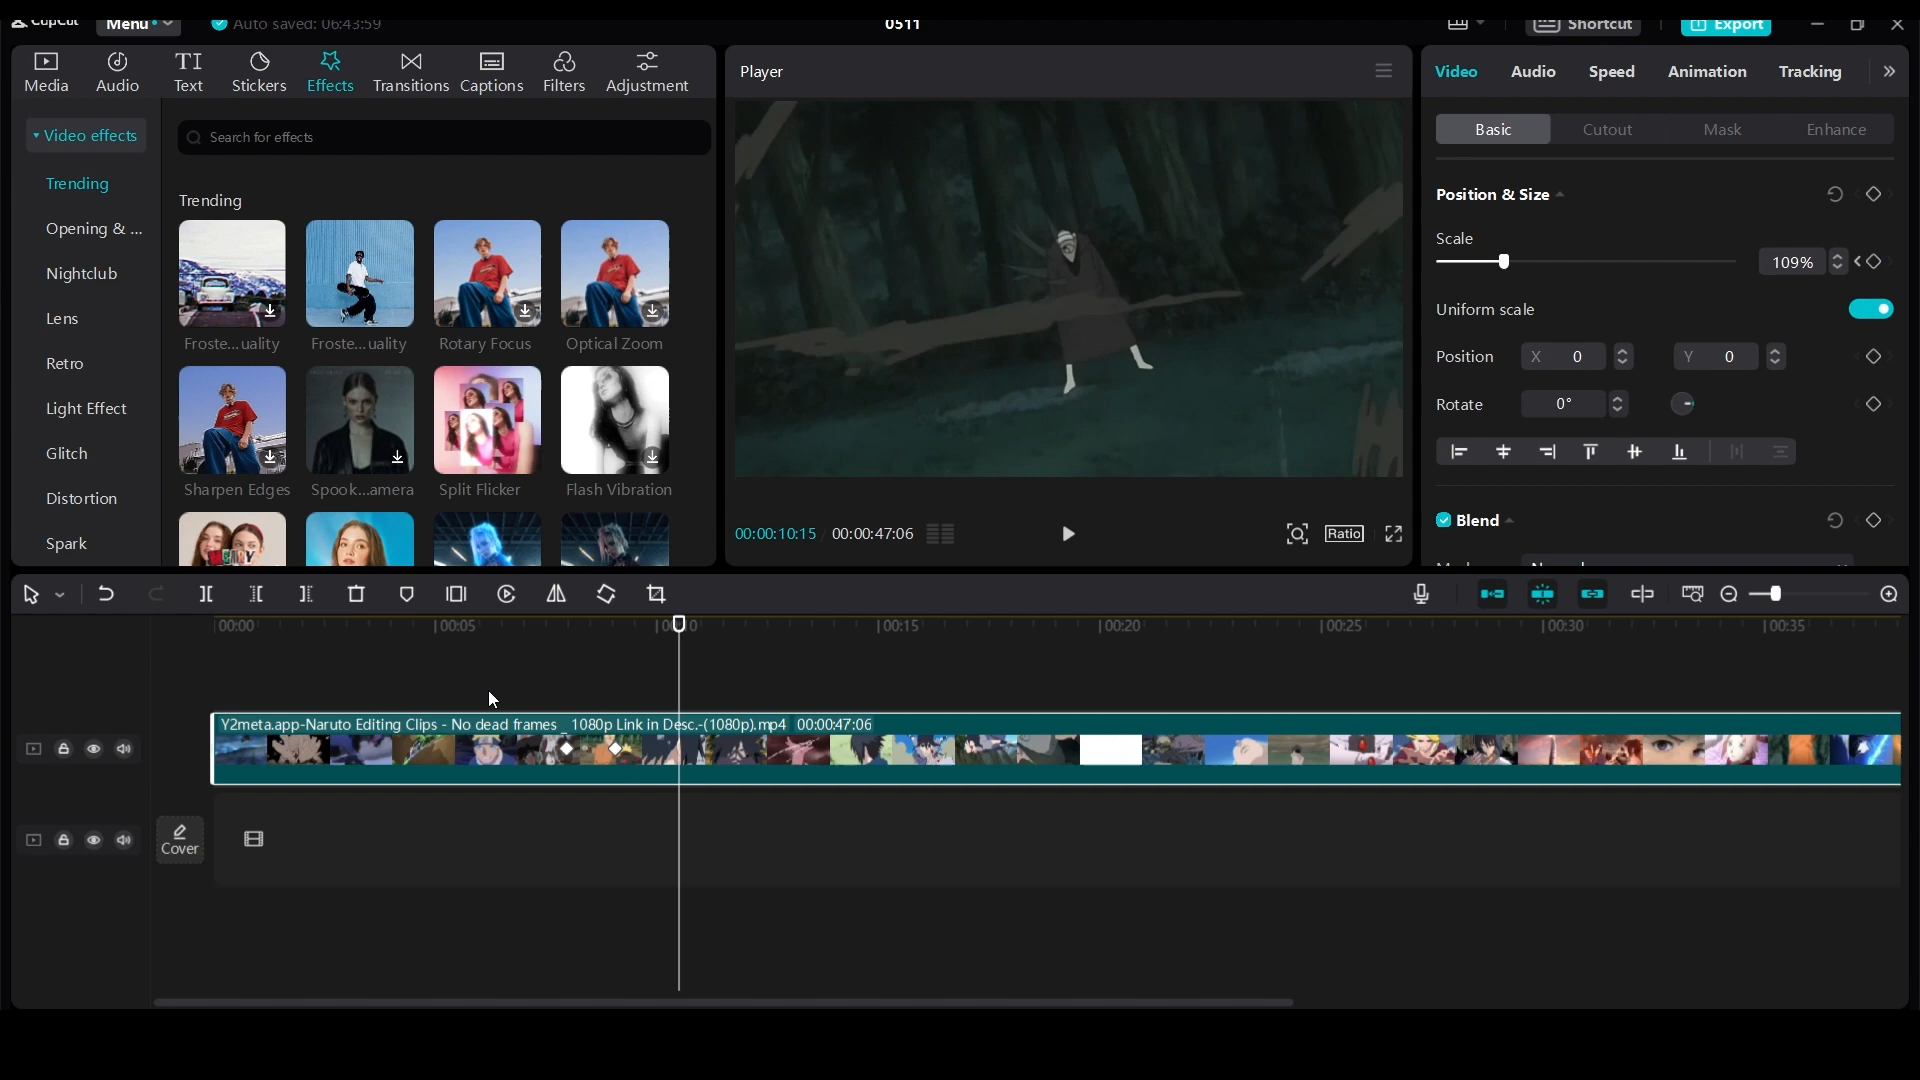 CapCut Menu Auto saved: 06:43:59 0511 Shortcut Export
Media Audio Text Stickers Effects Transitions Captions Filters Adjustment
Video effects
Trending
Opening & ...
Nightclub
Lens
Retro
Light Effect
Glitch
Distortion
Spark
Search for effects
Trending
Froste...uality Froste...uality Rotary Focus Optical Zoom
Sharpen Edges Spook...amera Split Flicker Flash Vibration
Player
00:00:10:15 / 00:00:47:06
Ratio
Video Audio Speed Animation Tracking
Basic Cutout Mask Enhance
Position & Size
Scale
109%
Uniform scale
Position X 0 Y 0
Rotate 0°
Blend
00:00 00:05 00:15 00:20 00:25 00:30 00:35
Y2meta.app-Naruto Editing Clips - No dead frames _ 1080p Link in Desc.-(1080p).mp4 00:00:47:06
Cover